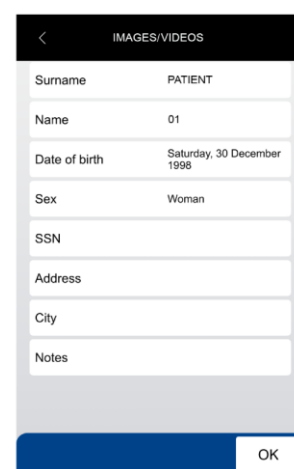 IMAGES/VIDEOS
Surname PATIENT
Name 01
Date of birth Saturday, 30 December
1998
Sex Woman
SSN
Address
City
Notes
OK